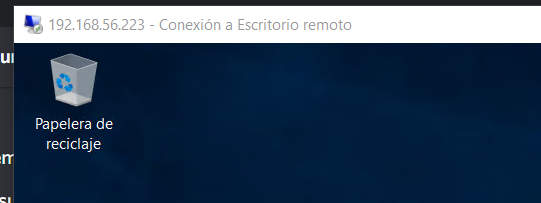 192.168.56.223 - Conexión a Escritorio remoto
Papelera de
reciclaje